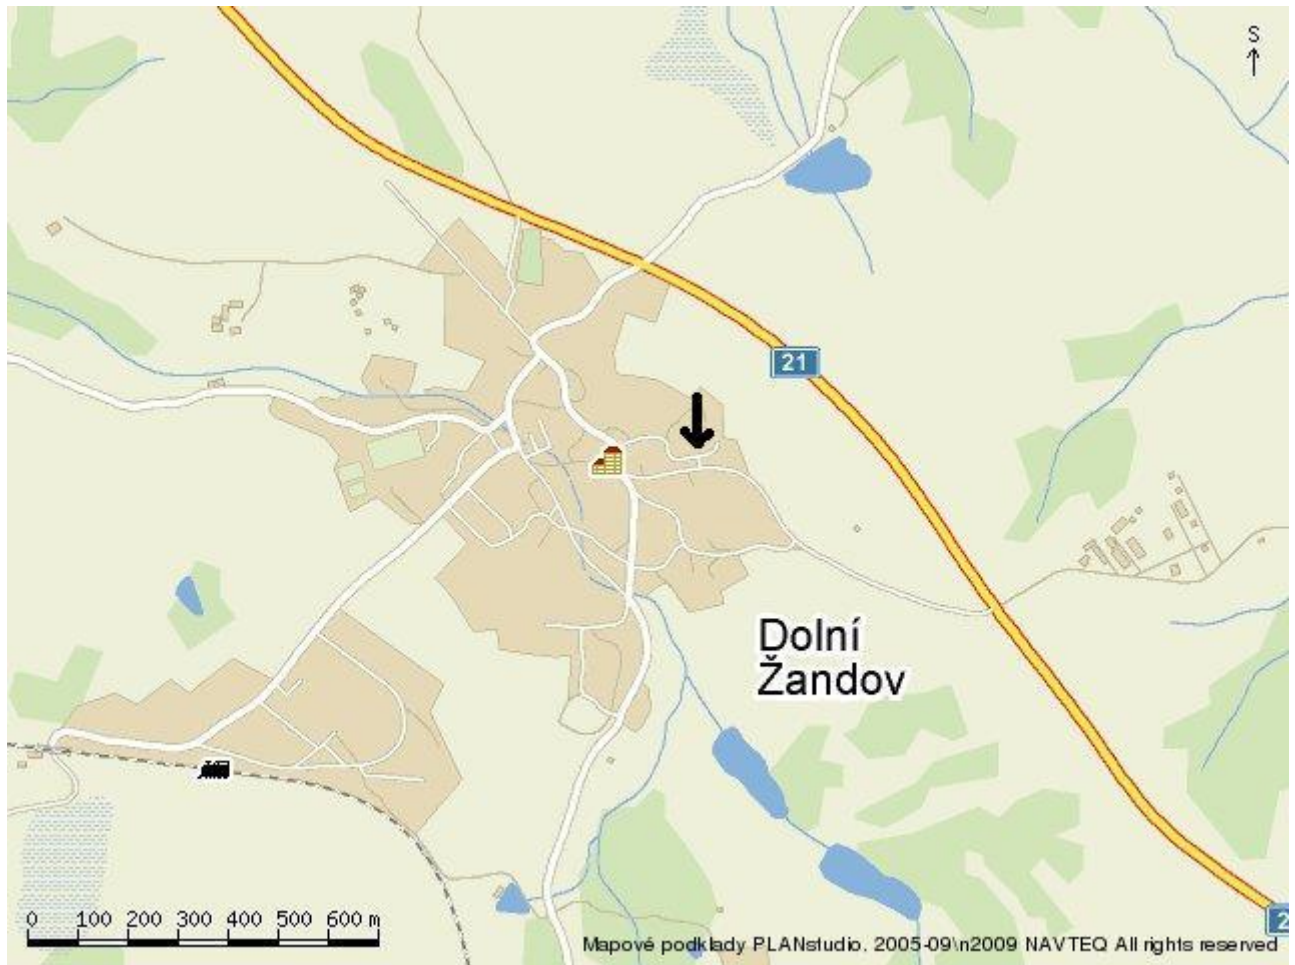 S
21
Dolní
Žandov
0 100 200 300 400 500 600 m
2
Mapové podklady PLANstudio. 2005-09\n2009 NAVTEQ All rights reserved